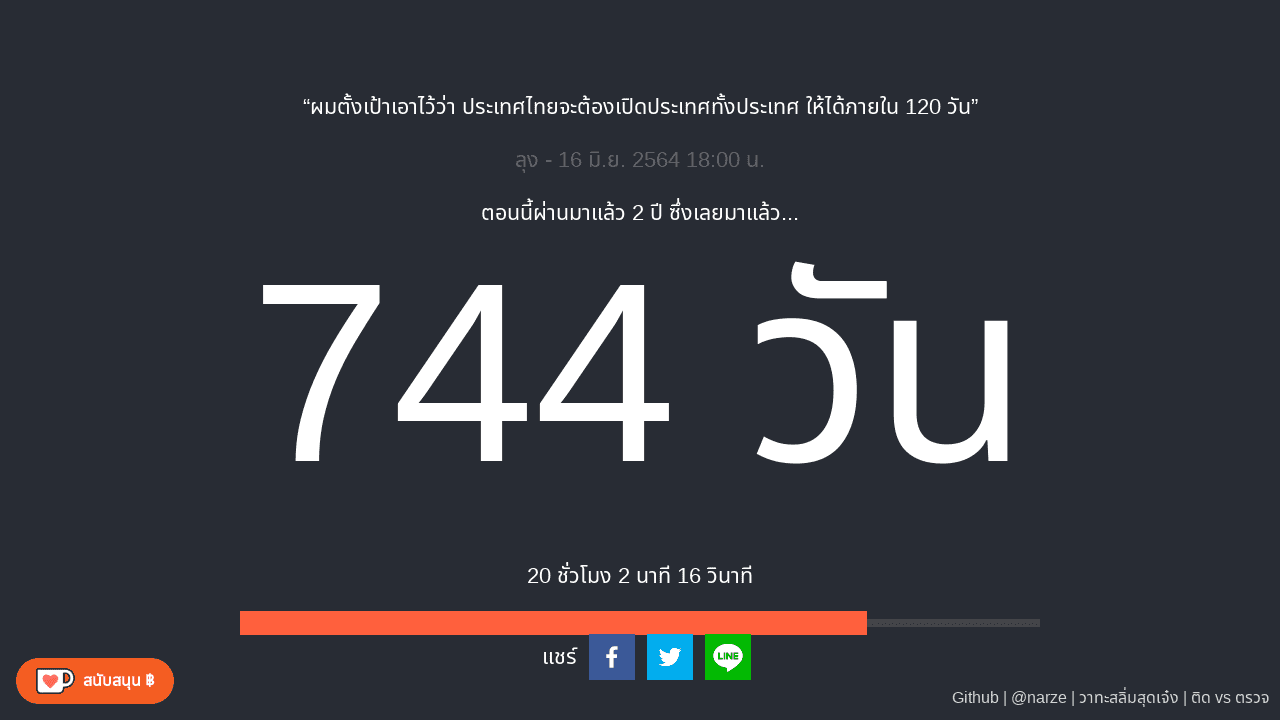 “ผมตั้งเป้าเอาไว้ว่า ประเทศไทยจะต้องเปิดประเทศทั้งประเทศ ให้ได้ภายใน 120 วัน”
ลุง - 16 มิ.ย. 2564 18:00 น.
ตอนนี้ผ่านมาแล้ว 2 ปี ซึ่งเลยมาแล้ว...
744 วัน
20 ชั่วโมง 2 นาที 16 วินาที
แชร์
LINE
สนับสนุน ฿
Github | @narze | วาทะสลิ่มสุดเจ๋ง | ติด vs ตรวจ